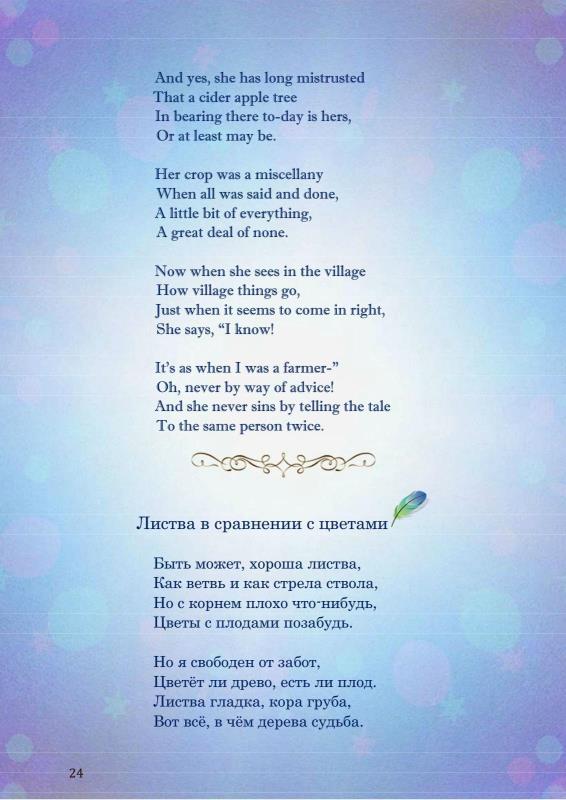 And yes, she has long mistrusted
That a cider apple tree
In bearing there to-day is hers,
Or at least may be.
Her crop was a miscellany
When all was said and done,
A little bit of everything,
A great deal of none.
Now when she sees in the village
How village things go,
Just when it seems to come in right,
She says, “I know!
It’s as when I was a farmer-”
Oh, never by way of advice!
And she never sins by telling the tale
To the same person twice.
Листва в сравнении с цветами
Быть может, хороша листва,
Как ветвь и как стрела ствола,
Но с корнем плохо что-нибудь,
Цветы с плодами позабудь.
Но я свободен от забот,
Цветёт ли древо, есть ли плод.
Листва гладка, кора груба,
Вот всё, в чём дерева судьба.
24